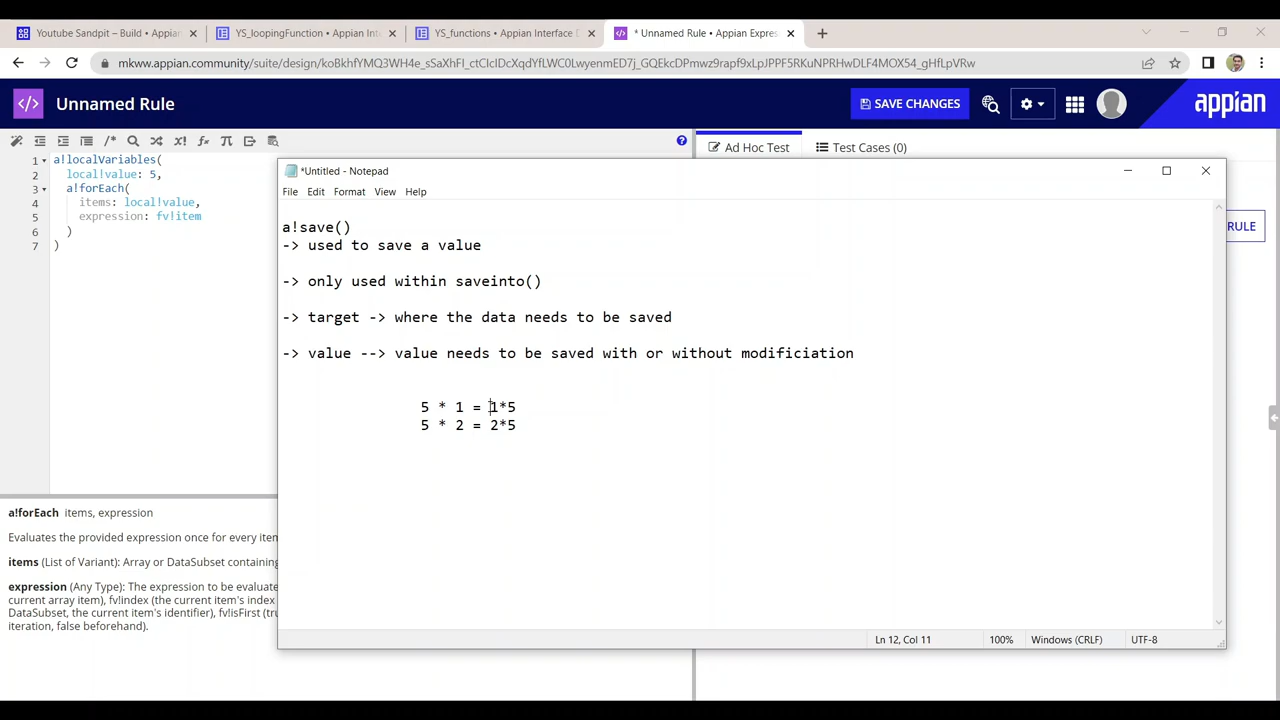 Youtube Sandpit – Build • Appian
YS_loopingFunction • Appian Inte
YS_functions • Appian Interface D
* Unnamed Rule • Appian Expres
mkww.appian.community/suite/design/koBkhfYMQ3WH4e_sSaXhFI_ctCIcIDcXqdYfLWC0LwyenmED7j_GQEkcDPmwz9rapf9xLpJPPF5RKuNPRHwDLF4MOX54_gHfLpVRw
Unnamed Rule
SAVE CHANGES
appian
Ad Hoc Test
Test Cases (0)
1 a!localVariables(
2 local!value: 5,
3 a!forEach(
4 items: local!value,
5 expression: fv!item
6 )
7 )
RULE
*Untitled - Notepad
File Edit Format View Help
a!save()
-> used to save a value
-> only used within saveinto()
-> target -> where the data needs to be saved
-> value --> value needs to be saved with or without modificiation
5 * 1 = 1*5
5 * 2 = 2*5
Ln 12, Col 11
100%
Windows (CRLF)
UTF-8
a!forEach items, expression
Evaluates the provided expression once for every iten
items (List of Variant): Array or DataSubset containing
expression (Any Type): The expression to be evaluate
current array item), fv!index (the current item's index
DataSubset, the current item's identifier), fv!isFirst (tru
iteration, false beforehand).